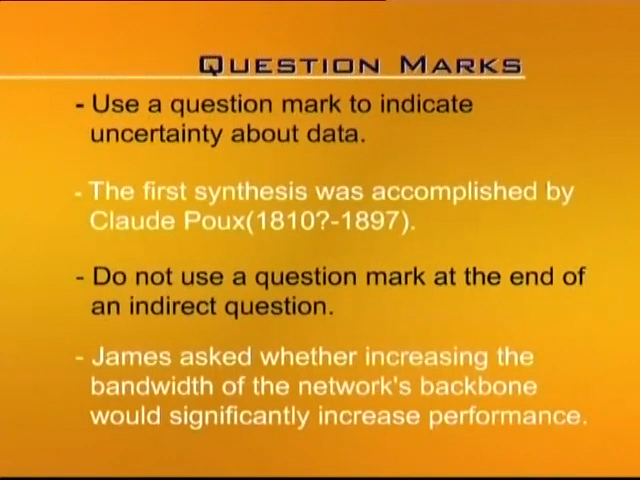 Question Marks
- Use a question mark to indicate
uncertainty about data.
- The first synthesis was accomplished by
Claude Poux(1810?-1897).
- Do not use a question mark at the end of
an indirect question.
- James asked whether increasing the
bandwidth of the network's backbone
would significantly increase performance.